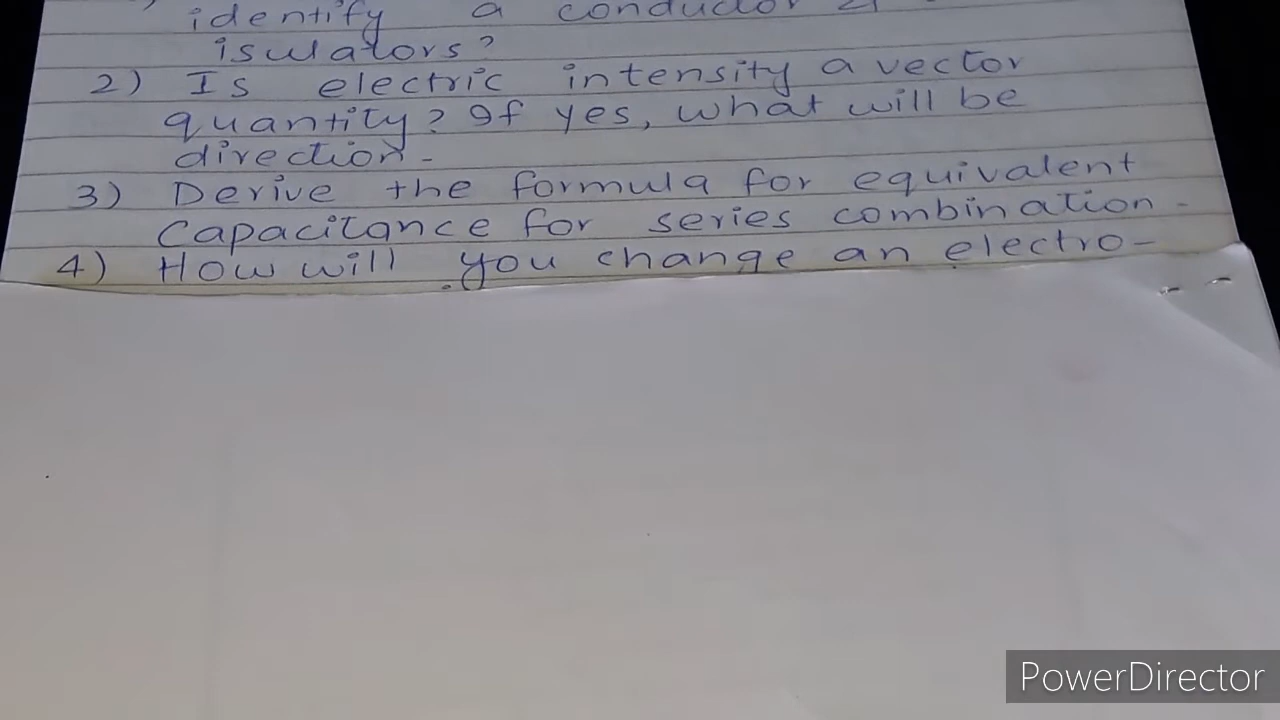 identify a conductor &
isulators?
2) Is electric intensity a vector
quantity? If yes, what will be
direction-
3) Derive the formula for equivalent
Capacitance for series combination-
4) How will you change an electro-
PowerDirector